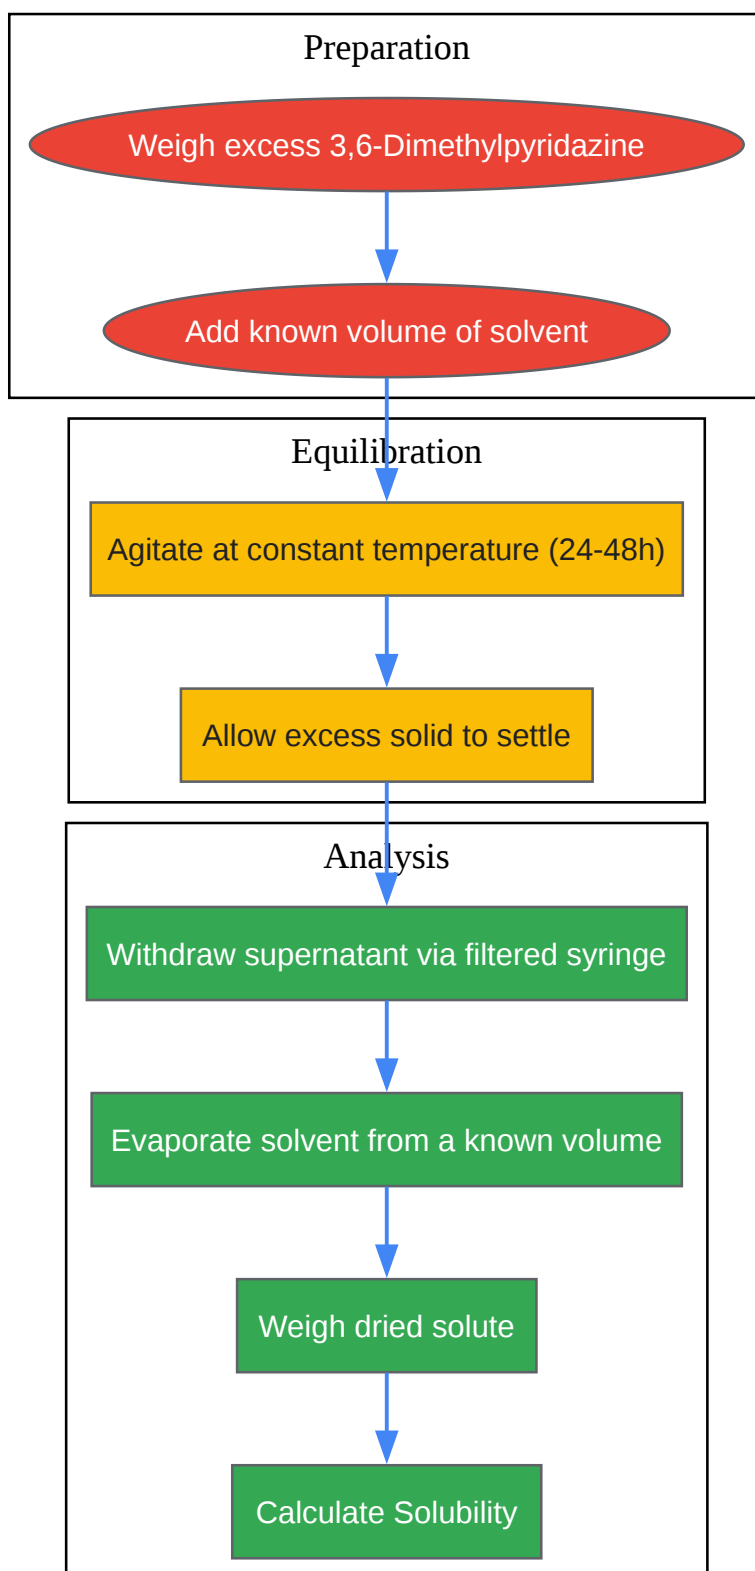 Preparation
Weigh excess 3,6-Dimethylpyridazine
Add known volume of solvent
Equilibration
Agitate at constant temperature (24-48h)
Allow excess solid to settle
Analysis
Withdraw supernatant via filtered syringe
Evaporate solvent from a known volume
Weigh dried solute
Calculate Solubility